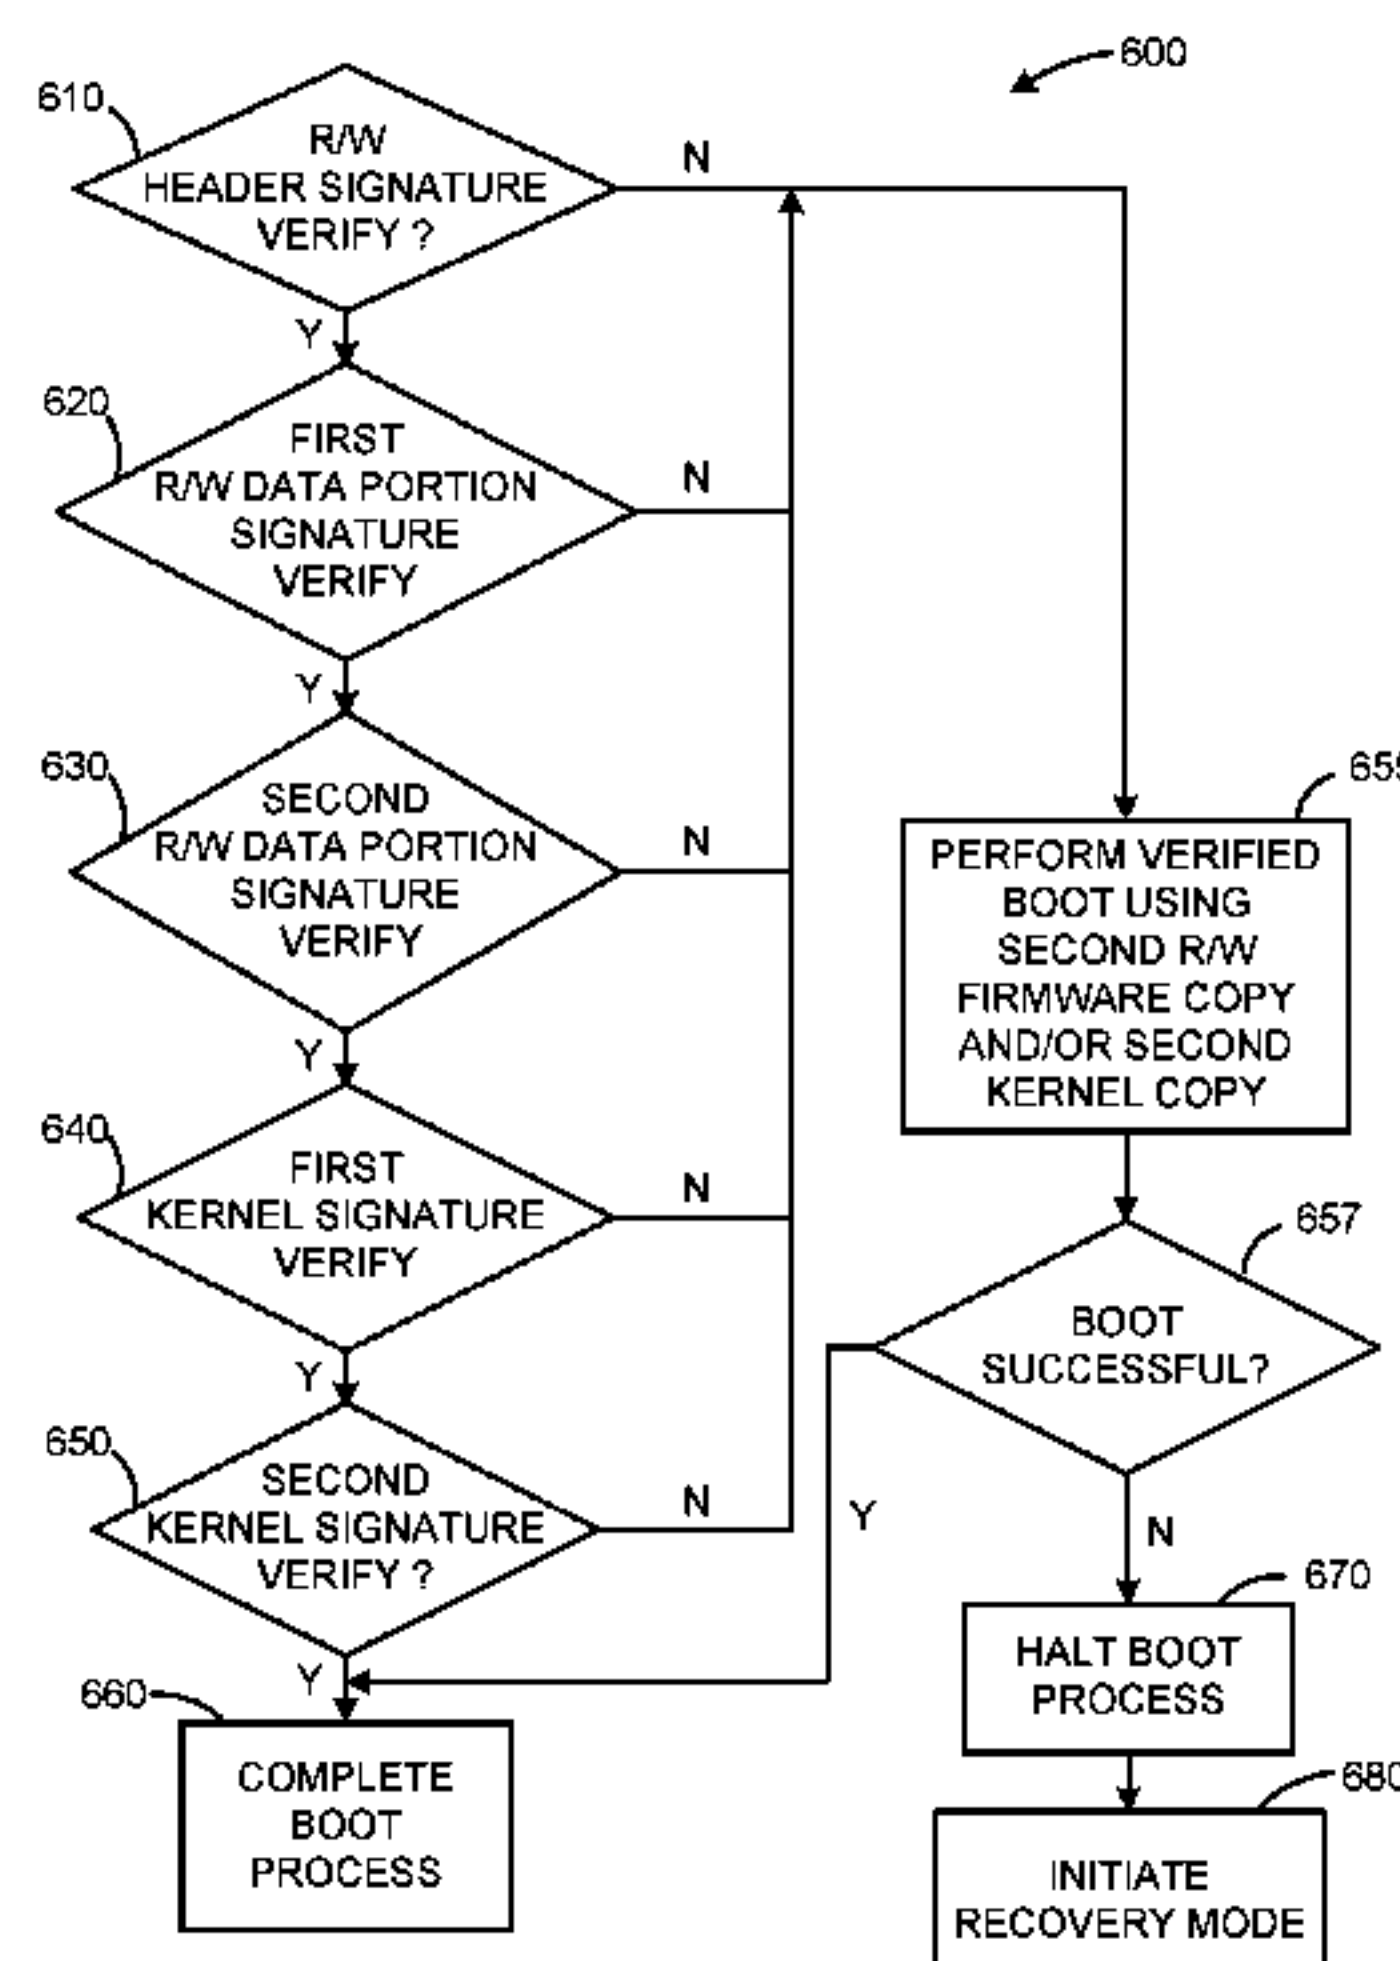 600
610
R/W
HEADER SIGNATURE
VERIFY ?
N
Y
620
FIRST
R/W DATA PORTION
SIGNATURE
VERIFY
N
Y
630
SECOND
R/W DATA PORTION
SIGNATURE
VERIFY
N
Y
640
FIRST
KERNEL SIGNATURE
VERIFY
N
Y
650
SECOND
KERNEL SIGNATURE
VERIFY ?
N
Y
660
COMPLETE
BOOT
PROCESS
655
PERFORM VERIFIED
BOOT USING
SECOND R/W
FIRMWARE COPY
AND/OR SECOND
KERNEL COPY
657
BOOT
SUCCESSFUL?
Y
N
670
HALT BOOT
PROCESS
680
INITIATE
RECOVERY MODE